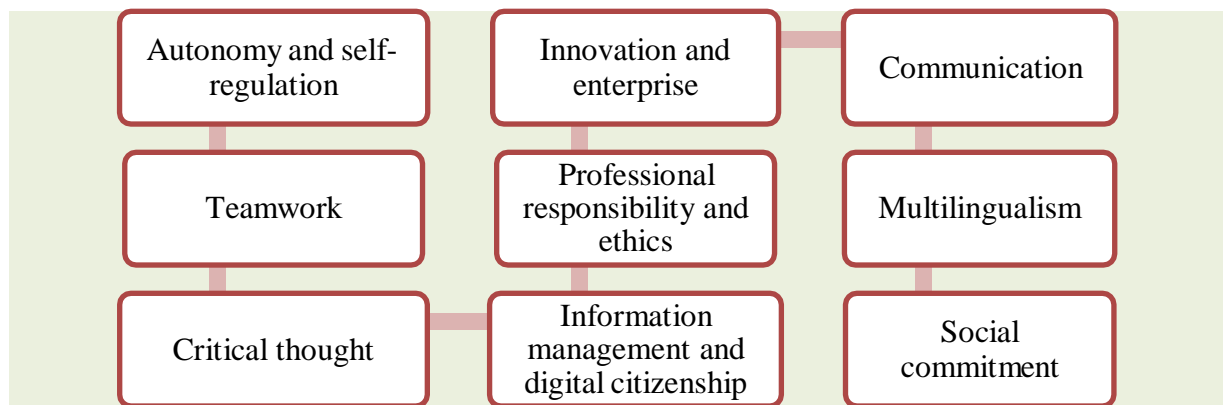 Autonomy and self-
regulation
Teamwork
Critical thought
Information
management and
digital citizenship
Professional
responsibility and
ethics
Innovation and
enterprise
Communication
Multilingualism
Social
commitment